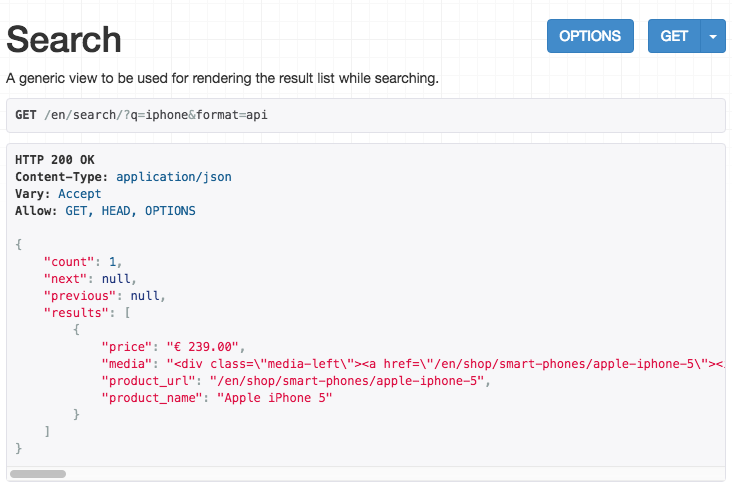 Search
OPTIONS
GET
A generic view to be used for rendering the result list while searching.
GET /en/search/?q=iphone&format=api
HTTP 200 OK
Content-Type: application/json
Vary: Accept
Allow: GET, HEAD, OPTIONS
{
    "count": 1,
    "next": null,
    "previous": null,
    "results": [
        {
            "price": "€ 239.00",
            "media": "<div class=\"media-left\"><a href=\"/en/shop/smart-phones/apple-iphone-5\"><
            "product_url": "/en/shop/smart-phones/apple-iphone-5",
            "product_name": "Apple iPhone 5"
        }
    ]
}